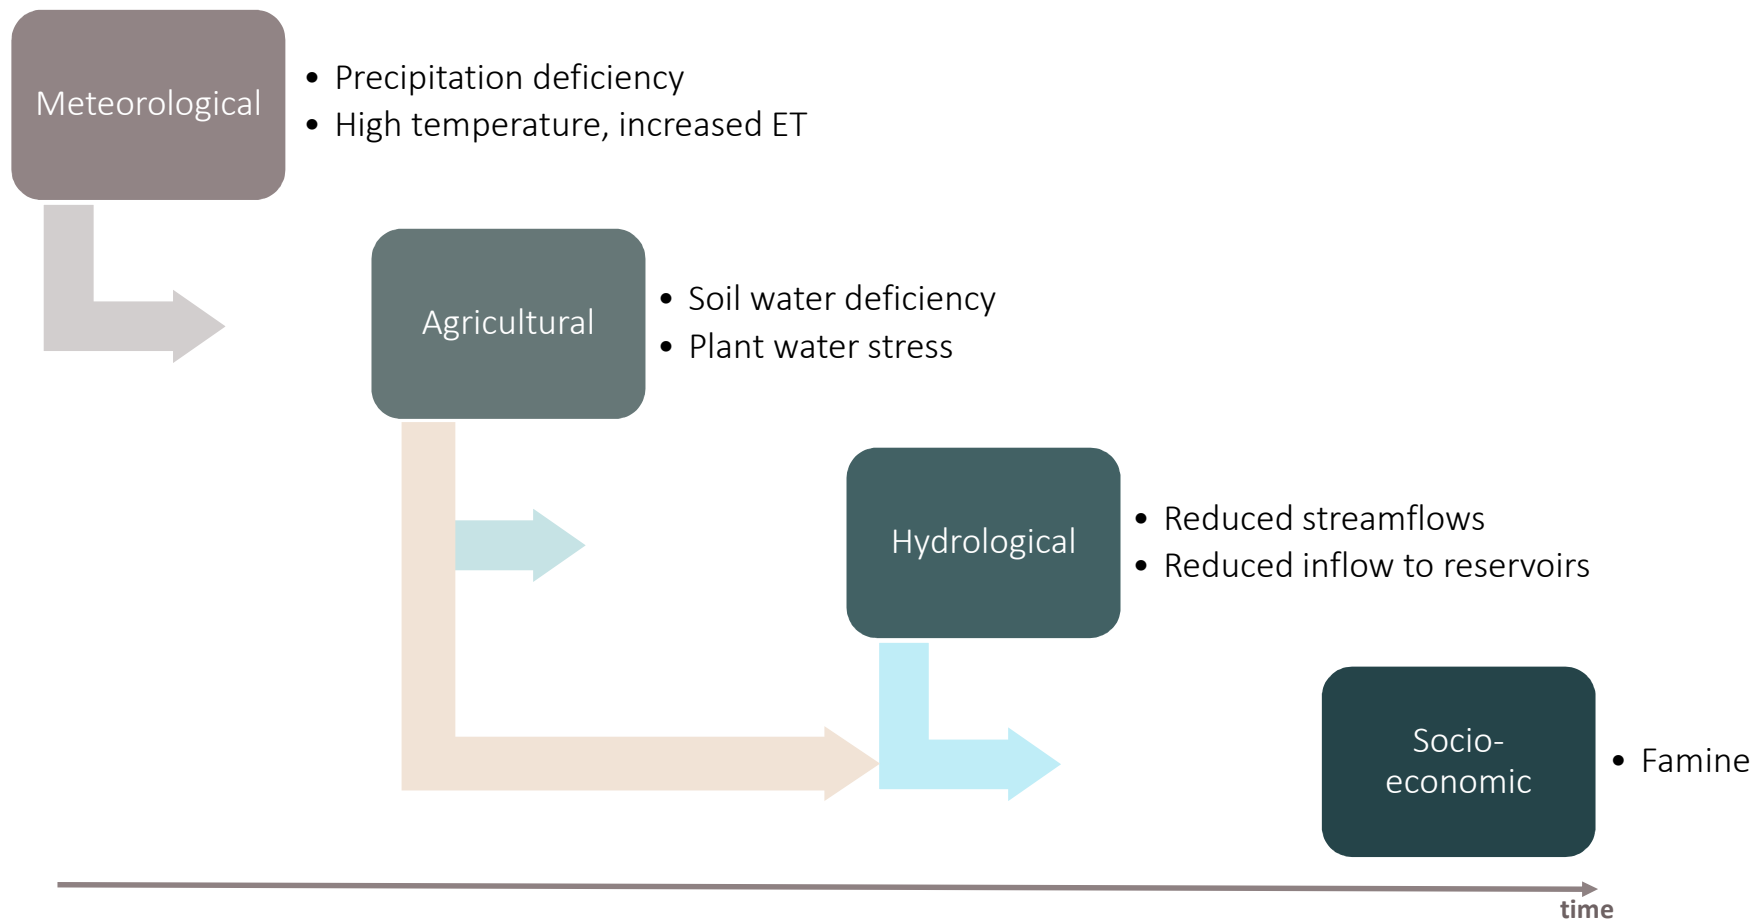 Meteorological
• Precipitation deficiency
• High temperature, increased ET
Agricultural
• Soil water deficiency
• Plant water stress
Hydrological
• Reduced streamflows
• Reduced inflow to reservoirs
Socio-
economic
• Famine
time